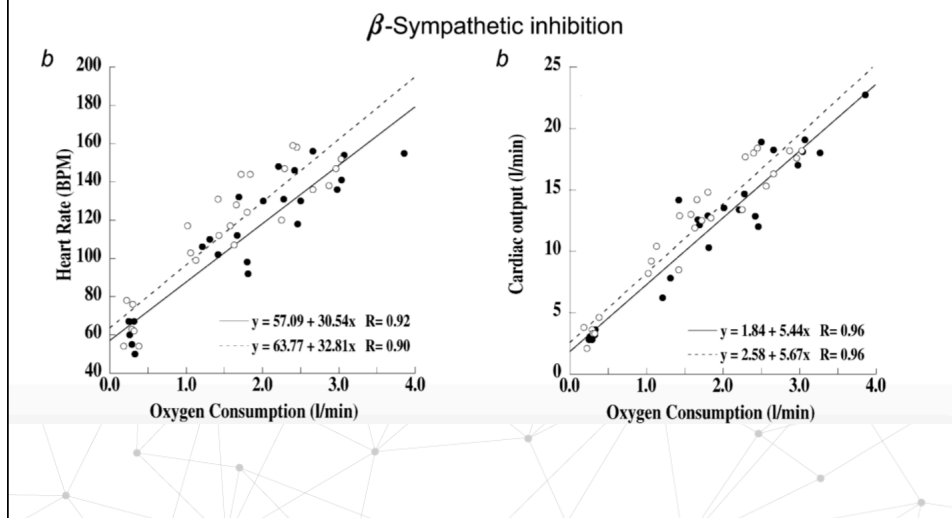 β-Sympathetic inhibition
b
200
180
160
140
120
100
80
60
40
Heart Rate (BPM)
y = 57.09 + 30.54x R= 0.92
y = 63.77 + 32.81x R= 0.90
0.0 1.0 2.0 3.0 4.0
Oxygen Consumption (l/min)
b
25
20
15
10
5
0
Cardiac output (l/min)
y = 1.84 + 5.44x R= 0.96
y = 2.58 + 5.67x R= 0.96
0.0 1.0 2.0 3.0 4.0
Oxygen Consumption (l/min)